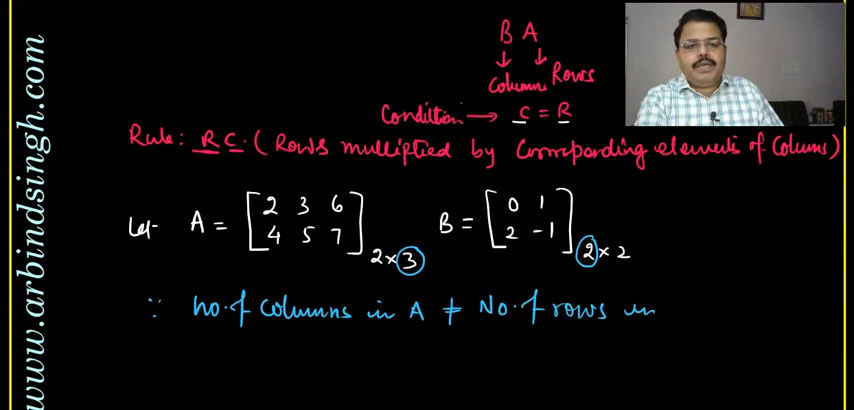 www.arbindsingh.com
B A
↓ ↓
Columns Rows
Condition → C = R
Rule: R C. (Rows multiplied by Corresponding elements of Column)
Let A = [2 3 6
4 5 7] 2×3 B = [0 1
2 -1] 2×2
∵ No. of columns in A ≠ No. of rows in